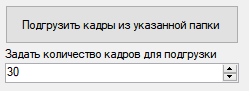 Подгрузить кадры из указанной папки
Задать количество кадров для подгрузки
30